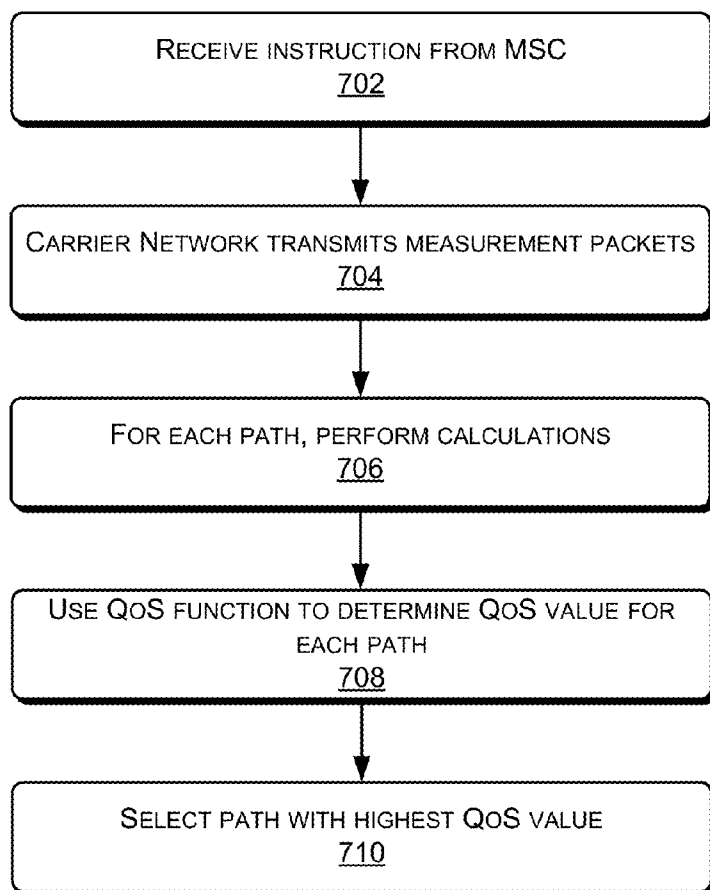 RECEIVE INSTRUCTION FROM MSC
702
CARRIER NETWORK TRANSMITS MEASUREMENT PACKETS
704
FOR EACH PATH, PERFORM CALCULATIONS
706
USE QOS FUNCTION TO DETERMINE QOS VALUE FOR
EACH PATH
708
SELECT PATH WITH HIGHEST QOS VALUE
710